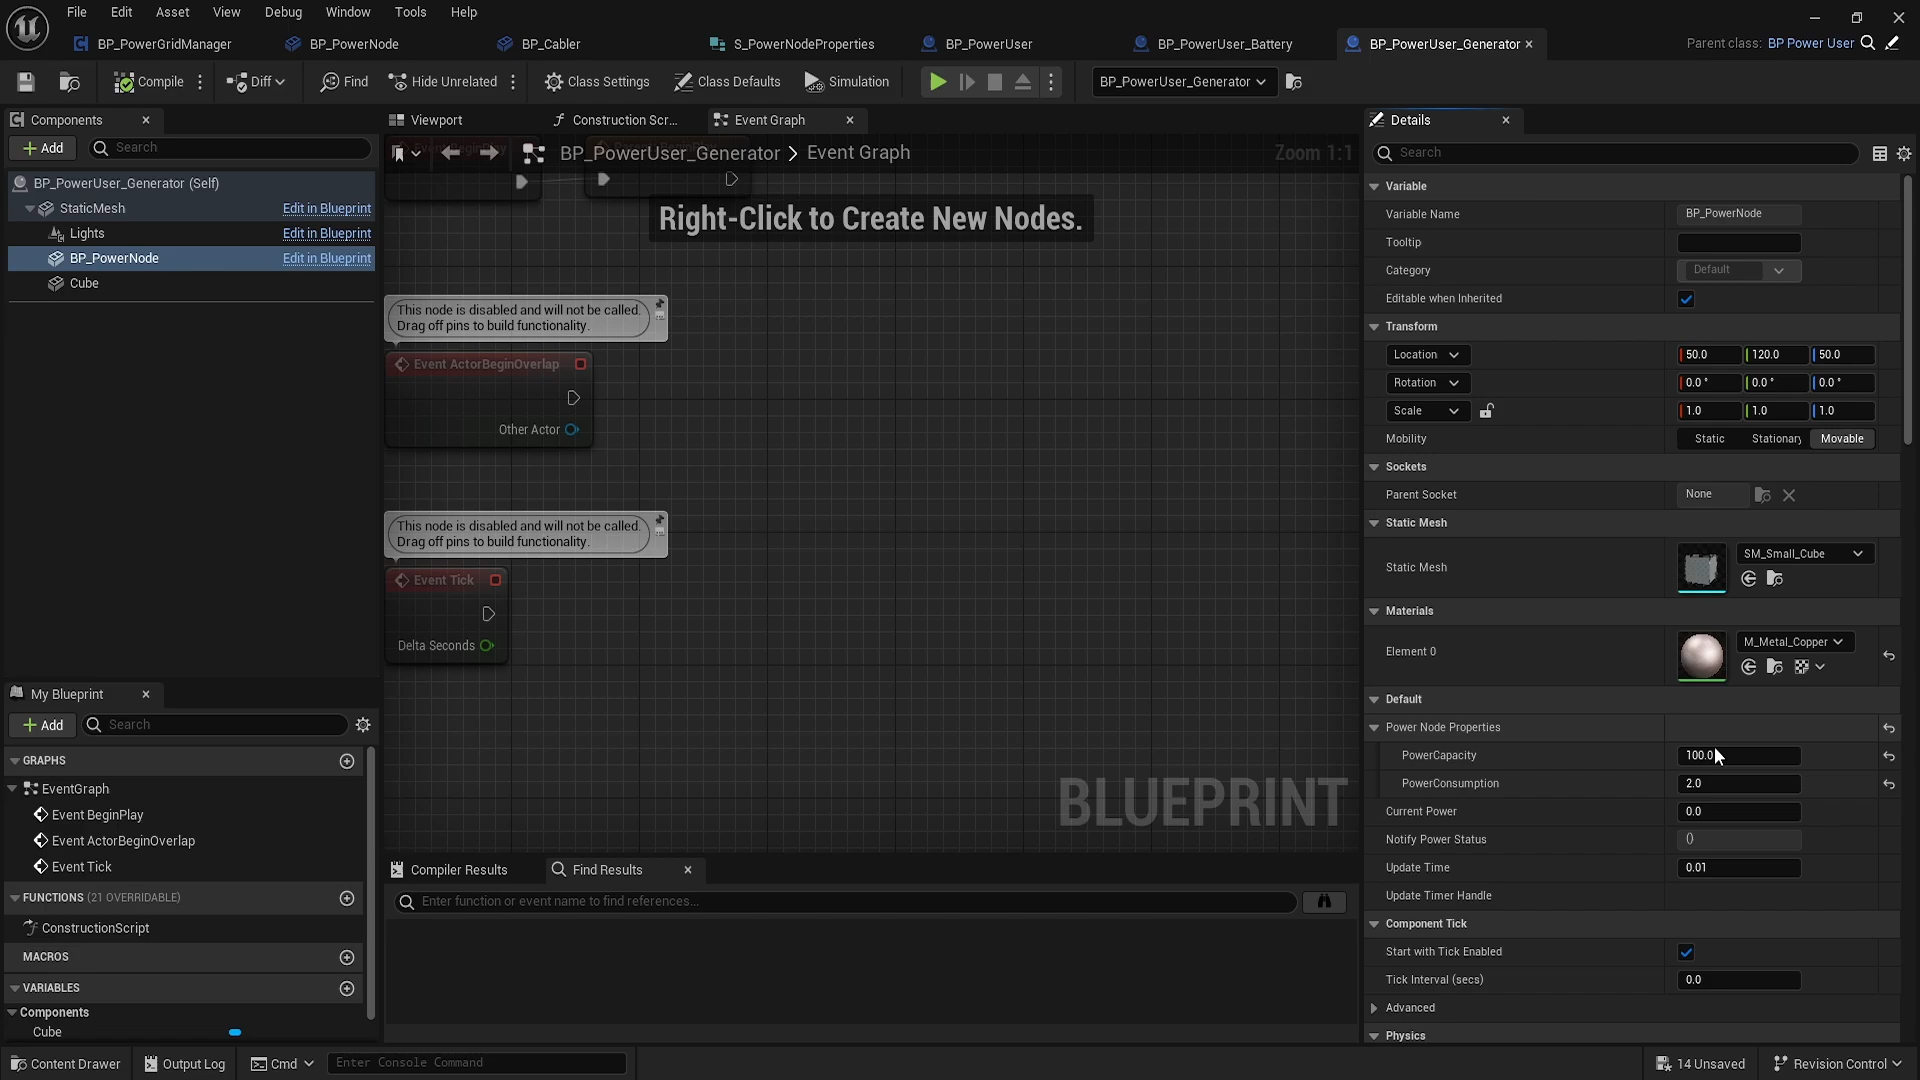 File Edit Asset View Debug Window Tools Help
BP_PowerGridManager BP_PowerNode BP_Cabler S_PowerNodeProperties BP_PowerUser BP_PowerUser_Battery BP_PowerUser_Generator Parent class: BP Power User
Compile Diff Find Hide Unrelated Class Settings Class Defaults Simulation BP_PowerUser_Generator
Components
Add Search
BP_PowerUser_Generator (Self)
StaticMesh Edit in Blueprint
Lights Edit in Blueprint
BP_PowerNode Edit in Blueprint
Cube
My Blueprint
Add Search
GRAPHS
EventGraph
Event BeginPlay
Event ActorBeginOverlap
Event Tick
FUNCTIONS (21 OVERRIDABLE)
ConstructionScript
MACROS
VARIABLES
Components
Cube
Viewport Construction Scr... Event Graph
BP_PowerUser_Generator > Event Graph Zoom 1:1
Right-Click to Create New Nodes.
This node is disabled and will not be called.
Drag off pins to build functionality.
Event ActorBeginOverlap
Other Actor
This node is disabled and will not be called.
Drag off pins to build functionality.
Event Tick
Delta Seconds
BLUEPRINT
Compiler Results Find Results
Enter function or event name to find references...
Details
Search
Variable
Variable Name BP_PowerNode
Tooltip
Category Default
Editable when Inherited
Transform
Location 50.0 120.0 50.0
Rotation 0.0 ° 0.0 ° 0.0 °
Scale 1.0 1.0 1.0
Mobility Static Stationary Movable
Sockets
Parent Socket None
Static Mesh
Static Mesh SM_Small_Cube
Materials
Element 0 M_Metal_Copper
Default
Power Node Properties
PowerCapacity 100.0
PowerConsumption 2.0
Current Power 0.0
Notify Power Status ()
Update Time 0.01
Update Timer Handle
Component Tick
Start with Tick Enabled
Tick Interval (secs) 0.0
Advanced
Physics
Content Drawer Output Log Cmd Enter Console Command 14 Unsaved Revision Control